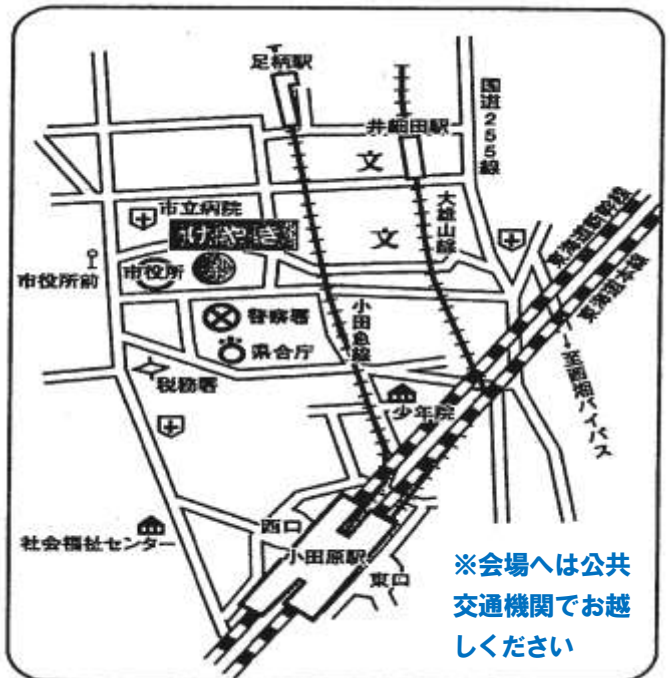 足柄駅
井細田駅
国道255線
文
市立病院
大雄山線
けやき
文
東海道新幹線
市役所前
市役所
東海道本線
警察署
小田急線
県合庁
至西湘バイパス
税務署
少年院
社会福祉センター
西口
小田原駅
東口
※会場へは公共
交通機関でお越
しください